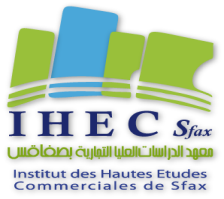 IHEC Sfax
معهد الدراسات العليا التجارية بصفاقس
Institut des Hautes Etudes
Commerciales de Sfax